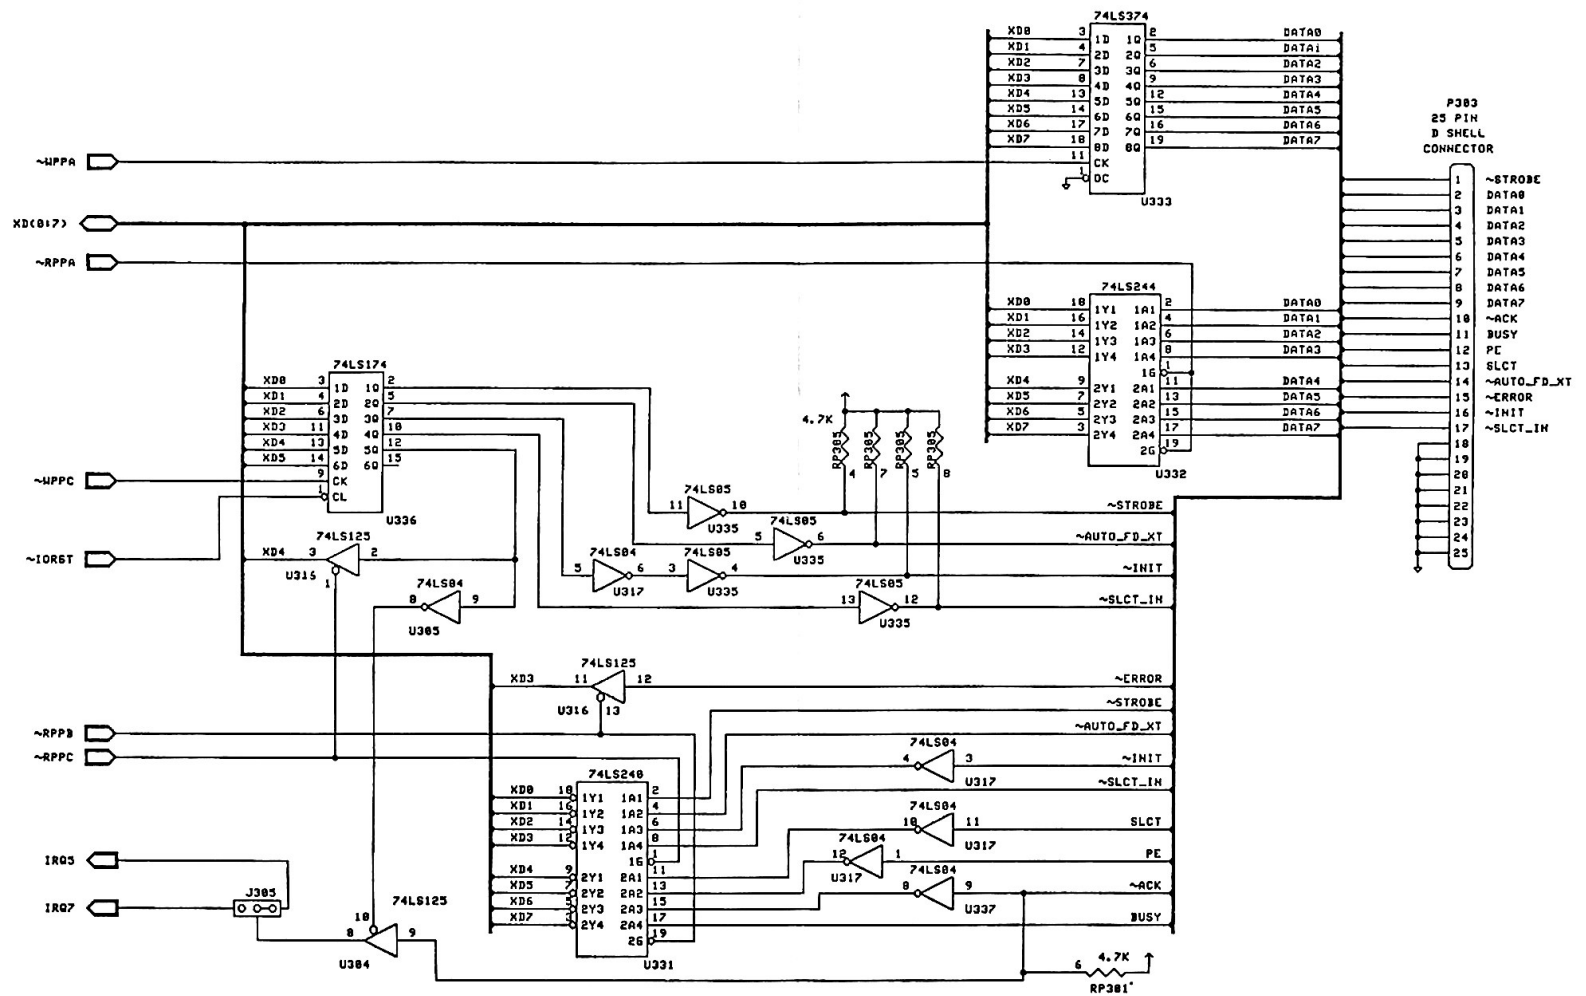 74LS374
XD0 3 1D 1Q 2 DATA0
XD1 4 2D 2Q 5 DATA1
XD2 7 3D 3Q 6 DATA2
XD3 8 4D 4Q 9 DATA3
XD4 13 5D 5Q 12 DATA4
XD5 14 6D 6Q 15 DATA5
XD6 17 7D 7Q 16 DATA6
XD7 18 8D 8Q 19 DATA7
11 CK
1 OC
U333
P303
25 PIN
D SHELL
CONNECTOR
1 ~STROBE
2 DATA0
3 DATA1
4 DATA2
5 DATA3
6 DATA4
7 DATA5
8 DATA6
9 DATA7
10 ~ACK
11 BUSY
12 PE
13 SLCT
14 ~AUTO_FD_XT
15 ~ERROR
16 ~INIT
17 ~SLCT_IN
18
19
20
21
22
23
24
25
~WPPA
XD(0:7)
~RPPA
74LS244
XD0 18 1Y1 1A1 2 DATA0
XD1 16 1Y2 1A2 4 DATA1
XD2 14 1Y3 1A3 6 DATA2
XD3 12 1Y4 1A4 8 DATA3
1G 1
XD4 9 2Y1 2A1 11 DATA4
XD5 7 2Y2 2A2 13 DATA5
XD6 5 2Y3 2A3 15 DATA6
XD7 3 2Y4 2A4 17 DATA7
2G 19
U332
74LS174
XD0 3 1D 1Q 2
XD1 4 2D 2Q 5
XD2 6 3D 3Q 7
XD3 11 4D 4Q 10
XD4 13 5D 5Q 12
XD5 14 6D 6Q 15
9 CK
1 CL
U336
~WPPC
~IORST
4.7K
RP305 RP305 RP305 RP305
4 7 5 8
74LS05
11 10
U335
~STROBE
74LS05
5 6
U335
~AUTO_FD_XT
74LS04
5 6
U317
74LS05
3 4
U335
~INIT
74LS05
13 12
U335
~SLCT_IN
74LS125
XD4 3 2
U316
1
74LS04
8 9
U305
74LS125
XD3 11 12
U316 13
~ERROR
~STROBE
~AUTO_FD_XT
~RPPB
~RPPC
74LS04
4 3
U317
~INIT
~SLCT_IN
74LS240
XD0 18 1Y1 1A1 2
XD1 16 1Y2 1A2 4
XD2 14 1Y3 1A3 6
XD3 12 1Y4 1A4 8
1G 1
XD4 9 2Y1 2A1 11
XD5 7 2Y2 2A2 13
XD6 5 2Y3 2A3 15
XD7 3 2Y4 2A4 17
2G 19
U331
74LS04
10 11
U317
SLCT
74LS04
12 1
U317
PE
74LS04
8 9
U337
~ACK
BUSY
IRQ5
IRQ7
J305
74LS125
10
8 9
U304
6 4.7K
RP301